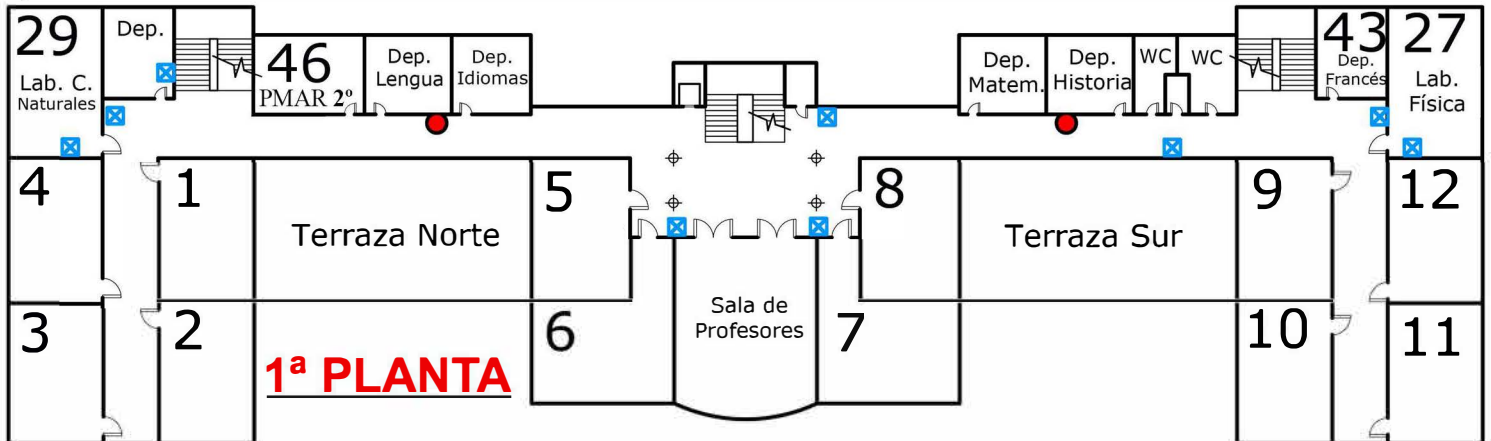 29
Lab. C.
Naturales
Dep.
46
PMAR 2º
Dep.
Lengua
Dep.
Idiomas
Dep.
Matem.
Dep.
Historia
WC
WC
43
Dep.
Francés
27
Lab.
Física
4
1
Terraza Norte
5
8
Terraza Sur
9
12
3
2
1ª PLANTA
6
Sala de
Profesores
7
10
11